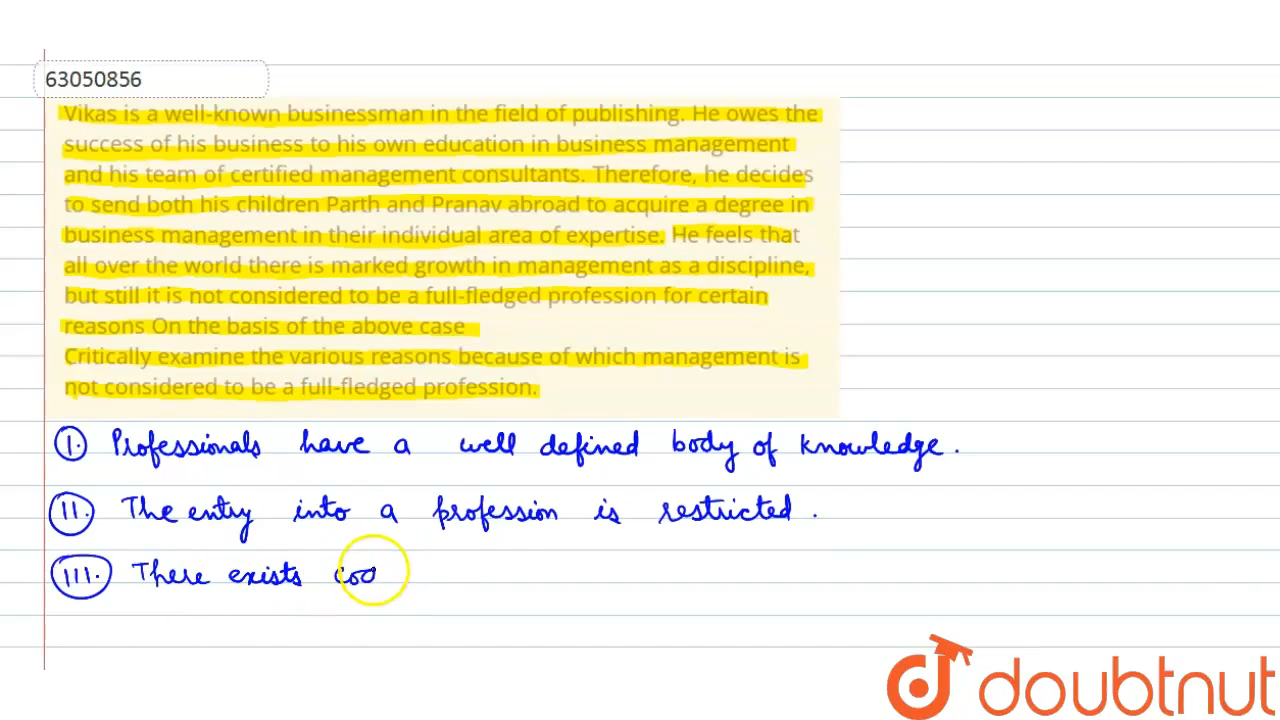 63050856
Vikas is a well-known businessman in the field of publishing. He owes the
success of his business to his own education in business management
and his team of certified management consultants. Therefore, he decides
to send both his children Parth and Pranav abroad to acquire a degree in
business management in their individual area of expertise. He feels that
all over the world there is marked growth in management as a discipline,
but still it is not considered to be a full-fledged profession for certain
reasons On the basis of the above case
Critically examine the various reasons because of which management is
not considered to be a full-fledged profession.
I. Professionals have a well defined body of knowledge.
II. The entry into a profession is restricted.
III. There exists coo
doubtnut